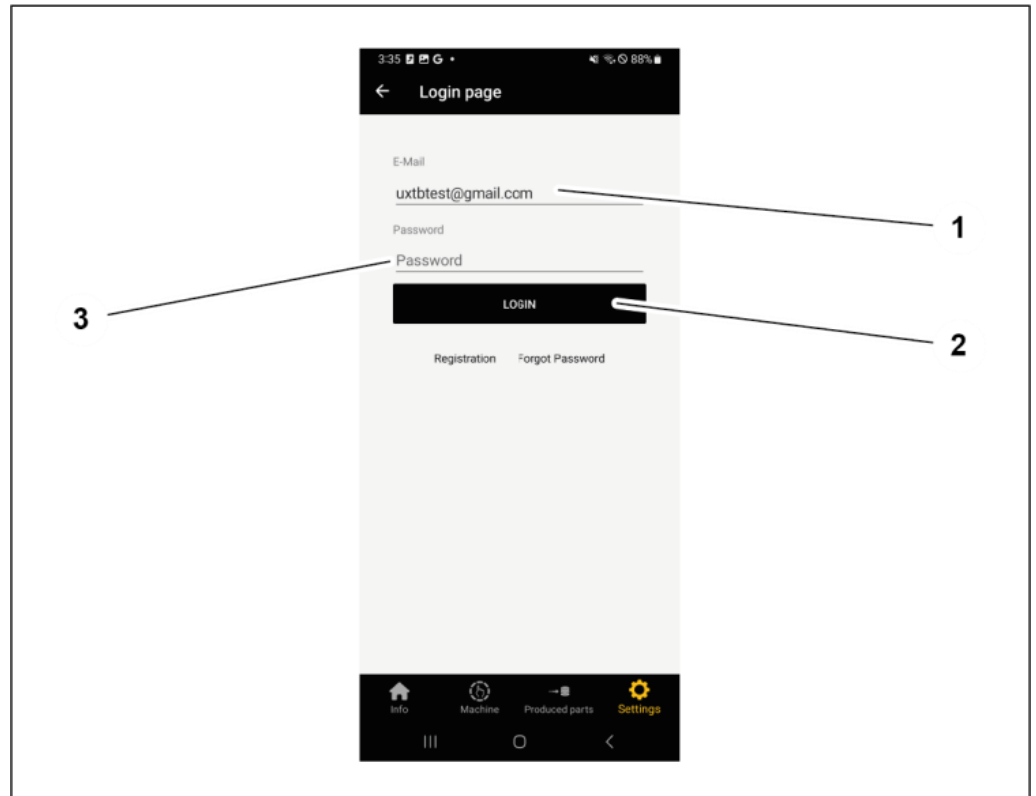 3:35 G •
88%
Login page
E-Mail
uxtbtest@gmail.com
1
Password
Password
3
LOGIN
2
Registration Forgot Password
Info Machine Produced parts Settings